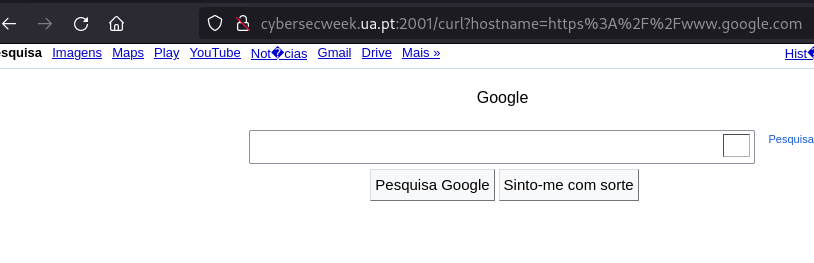 cybersecweek.ua.pt:2001/curl?hostname=https%3A%2F%2Fwww.google.com
squisa Imagens Maps Play YouTube Not�cias Gmail Drive Mais » Hist�
Google
Pesquisa
Pesquisa Google Sinto-me com sorte